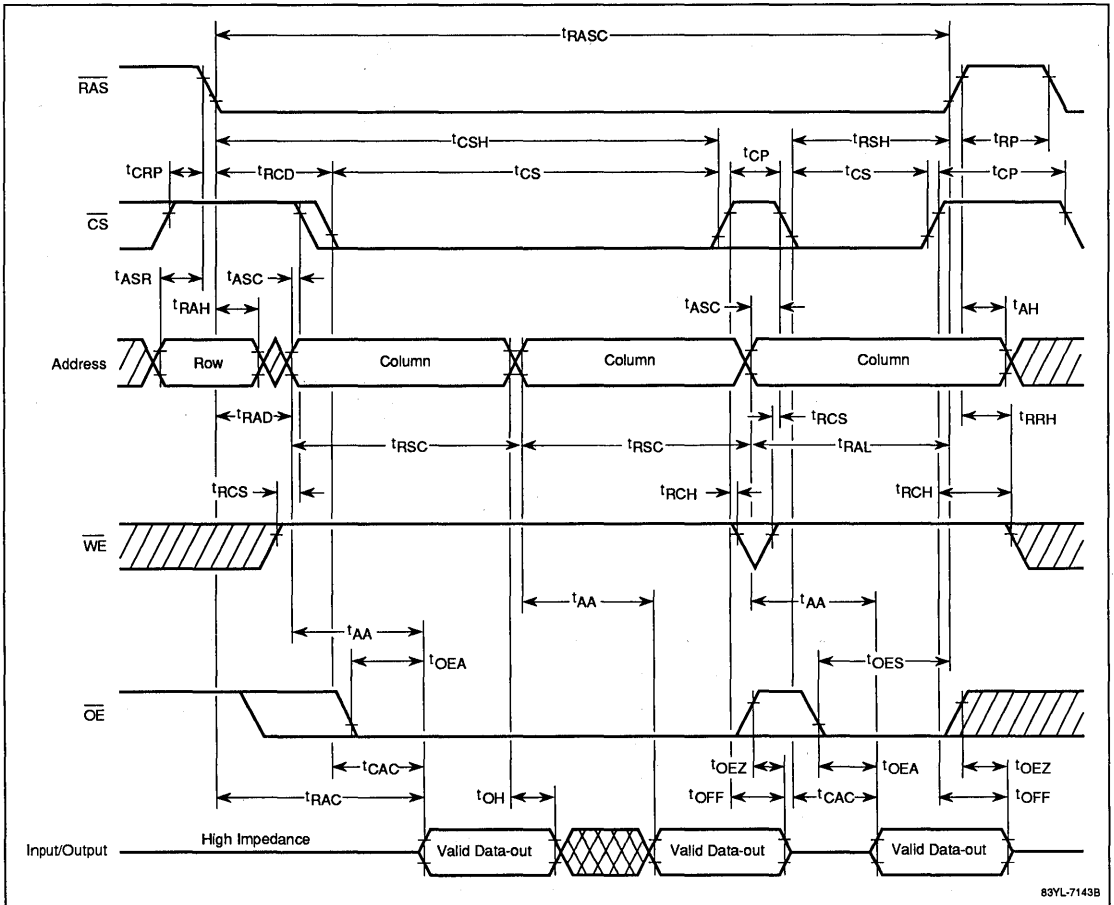 tRASC
RAS
tCSH
tRSH
tRP
tCRP
tRCD
tCS
tCP
tCS
tCP
CS
tASR
tASC
tRAH
tASC
tAH
Address
Row
Column
Column
Column
tRAD
tRCS
tRRH
tRSC
tRSC
tRAL
tRCS
tRCH
tRCH
WE
tAA
tAA
tAA
tOEA
tOES
OE
tCAC
tOEZ
tOEA
tOEZ
tRAC
tOH
tOFF
tCAC
tOFF
Input/Output
High Impedance
Valid Data-out
Valid Data-out
Valid Data-out
83YL-7143B